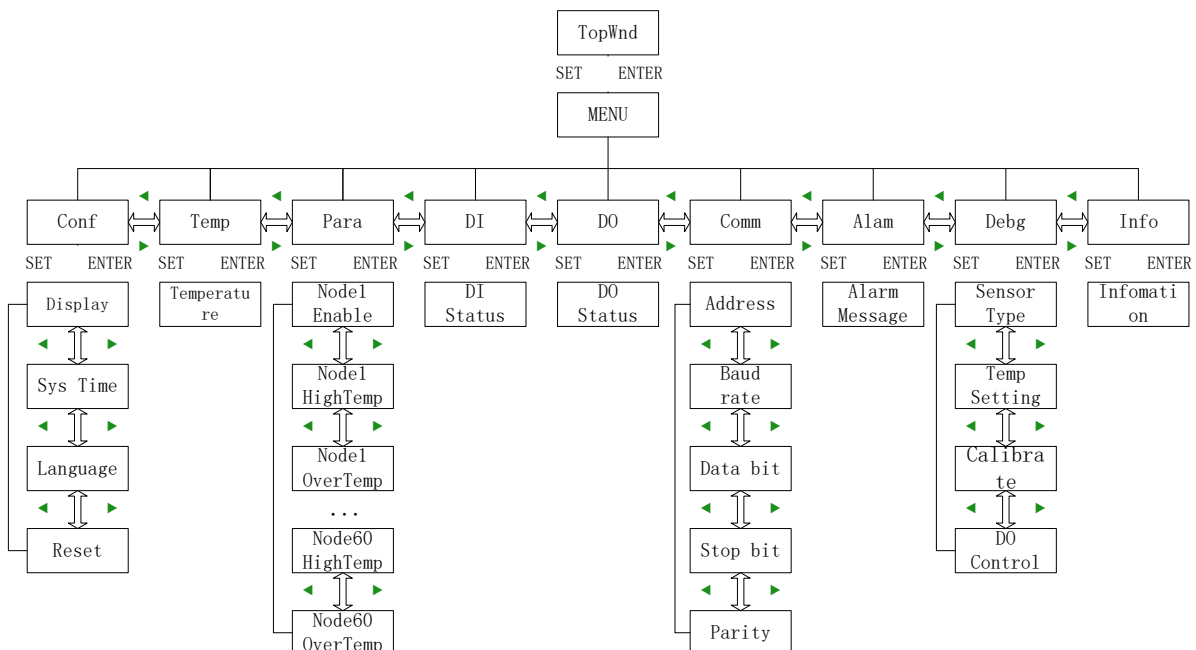 TopWnd
SET ENTER
MENU
Conf Temp Para DI DO Comm Alam Debg Info
SET ENTER SET ENTER SET ENTER SET ENTER SET ENTER SET ENTER SET ENTER SET ENTER SET ENTER
Display
Sys Time
Language
Reset
Temperatu
re
Node1
Enable
Node1
HighTemp
Node1
OverTemp
...
Node60
HighTemp
Node60
OverTemp
DI
Status
DO
Status
Address
Baud
rate
Data bit
Stop bit
Parity
Alarm
Message
Sensor
Type
Temp
Setting
Calibra
te
DO
Control
Infomati
on